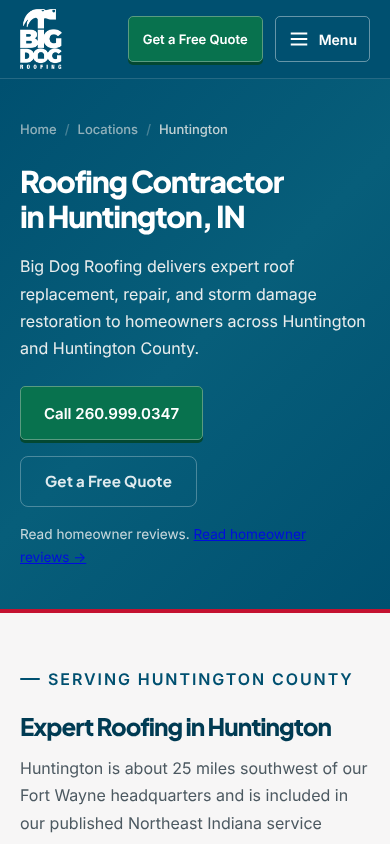 BIG
DOG
ROOFING
Get a Free Quote
Menu
Home / Locations / Huntington
Roofing Contractor
in Huntington, IN
Big Dog Roofing delivers expert roof
replacement, repair, and storm damage
restoration to homeowners across Huntington
and Huntington County.
Call 260.999.0347
Get a Free Quote
Read homeowner reviews. Read homeowner
reviews →
— SERVING HUNTINGTON COUNTY
Expert Roofing in Huntington
Huntington is about 25 miles southwest of our
Fort Wayne headquarters and is included in
our published Northeast Indiana service